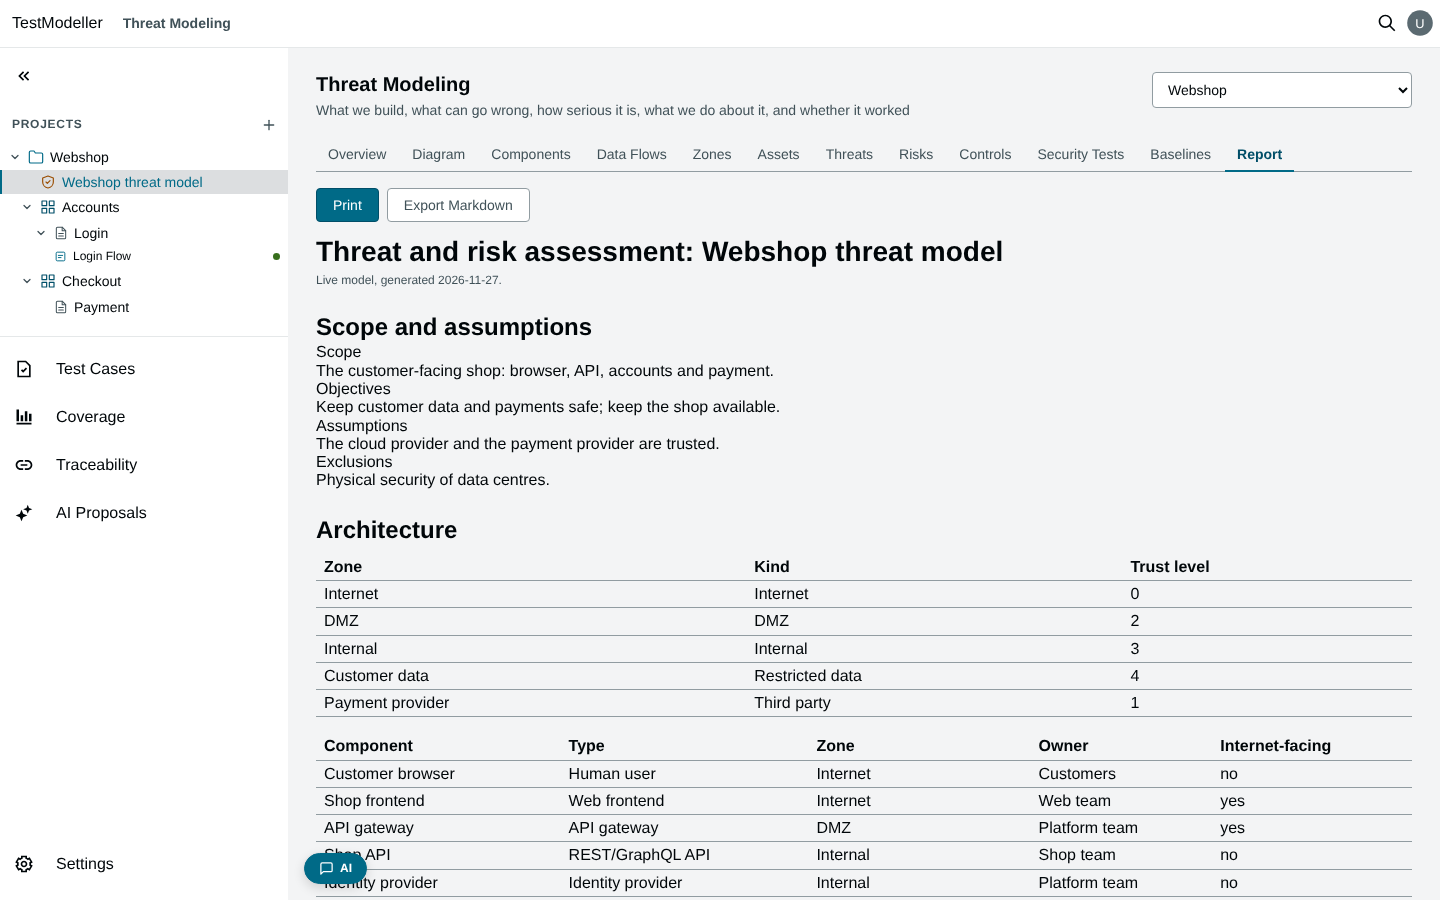 TestModeller Threat Modeling U
PROJECTS
Webshop
Webshop threat model
Accounts
Login
Login Flow
Checkout
Payment
Test Cases
Coverage
Traceability
AI Proposals
Settings
Threat Modeling
What we build, what can go wrong, how serious it is, what we do about it, and whether it worked
Webshop
Overview Diagram Components Data Flows Zones Assets Threats Risks Controls Security Tests Baselines Report
Print Export Markdown
Threat and risk assessment: Webshop threat model
Live model, generated 2026-11-27.
Scope and assumptions
Scope
The customer-facing shop: browser, API, accounts and payment.
Objectives
Keep customer data and payments safe; keep the shop available.
Assumptions
The cloud provider and the payment provider are trusted.
Exclusions
Physical security of data centres.
Architecture
Zone Kind Trust level
Internet Internet 0
DMZ DMZ 2
Internal Internal 3
Customer data Restricted data 4
Payment provider Third party 1
Component Type Zone Owner Internet-facing
Customer browser Human user Internet Customers no
Shop frontend Web frontend Internet Web team yes
API gateway API gateway DMZ Platform team yes
Shop API REST/GraphQL API Internal Shop team no
AI
Identity provider Identity provider Internal Platform team no